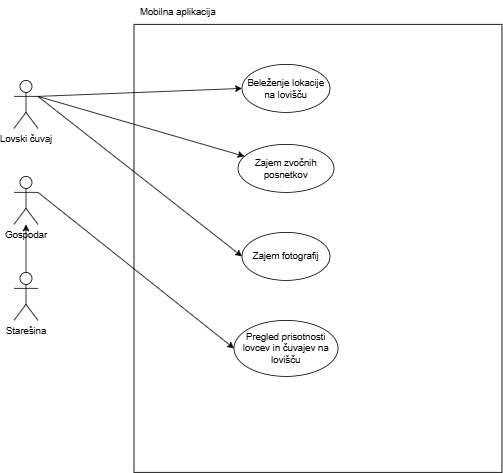 Mobilna aplikacija
Beleženje lokacije
na lovišču
Lovski čuvaj
Zajem zvočnih
posnetkov
Gospodar
Zajem fotografij
Starešina
Pregled prisotnosti
lovcev in čuvajev na
lovišču